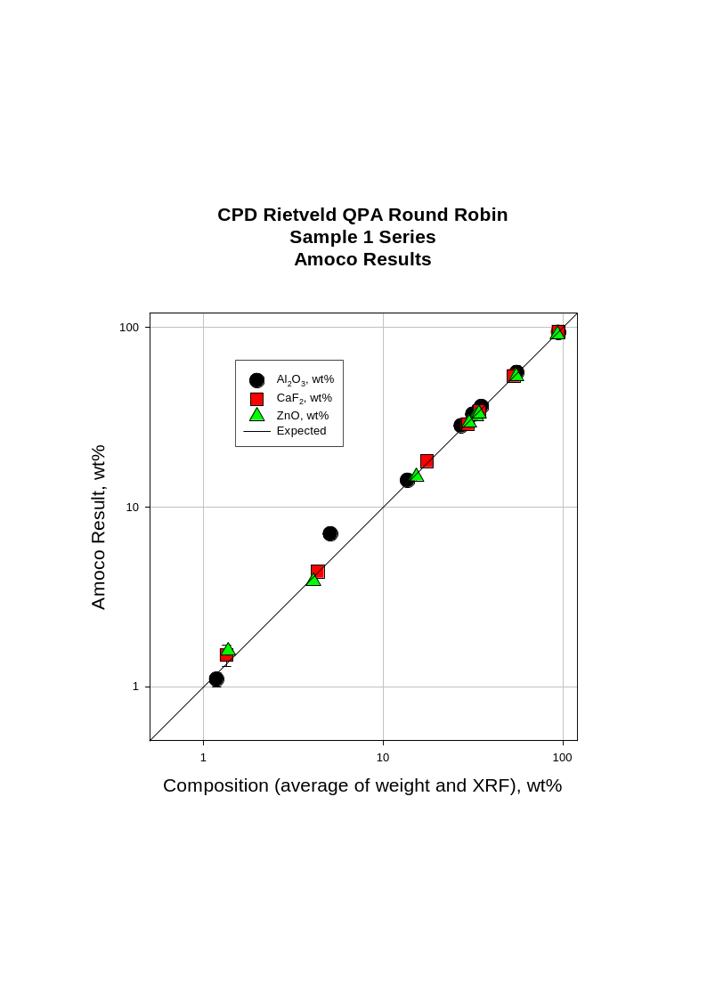 CPD Rietveld QPA Round Robin
Sample 1 Series
Amoco Results
100
10
1
Amoco Result, wt%
Al₂O₃, wt%
CaF₂, wt%
ZnO, wt%
Expected
1
10
100
Composition (average of weight and XRF), wt%